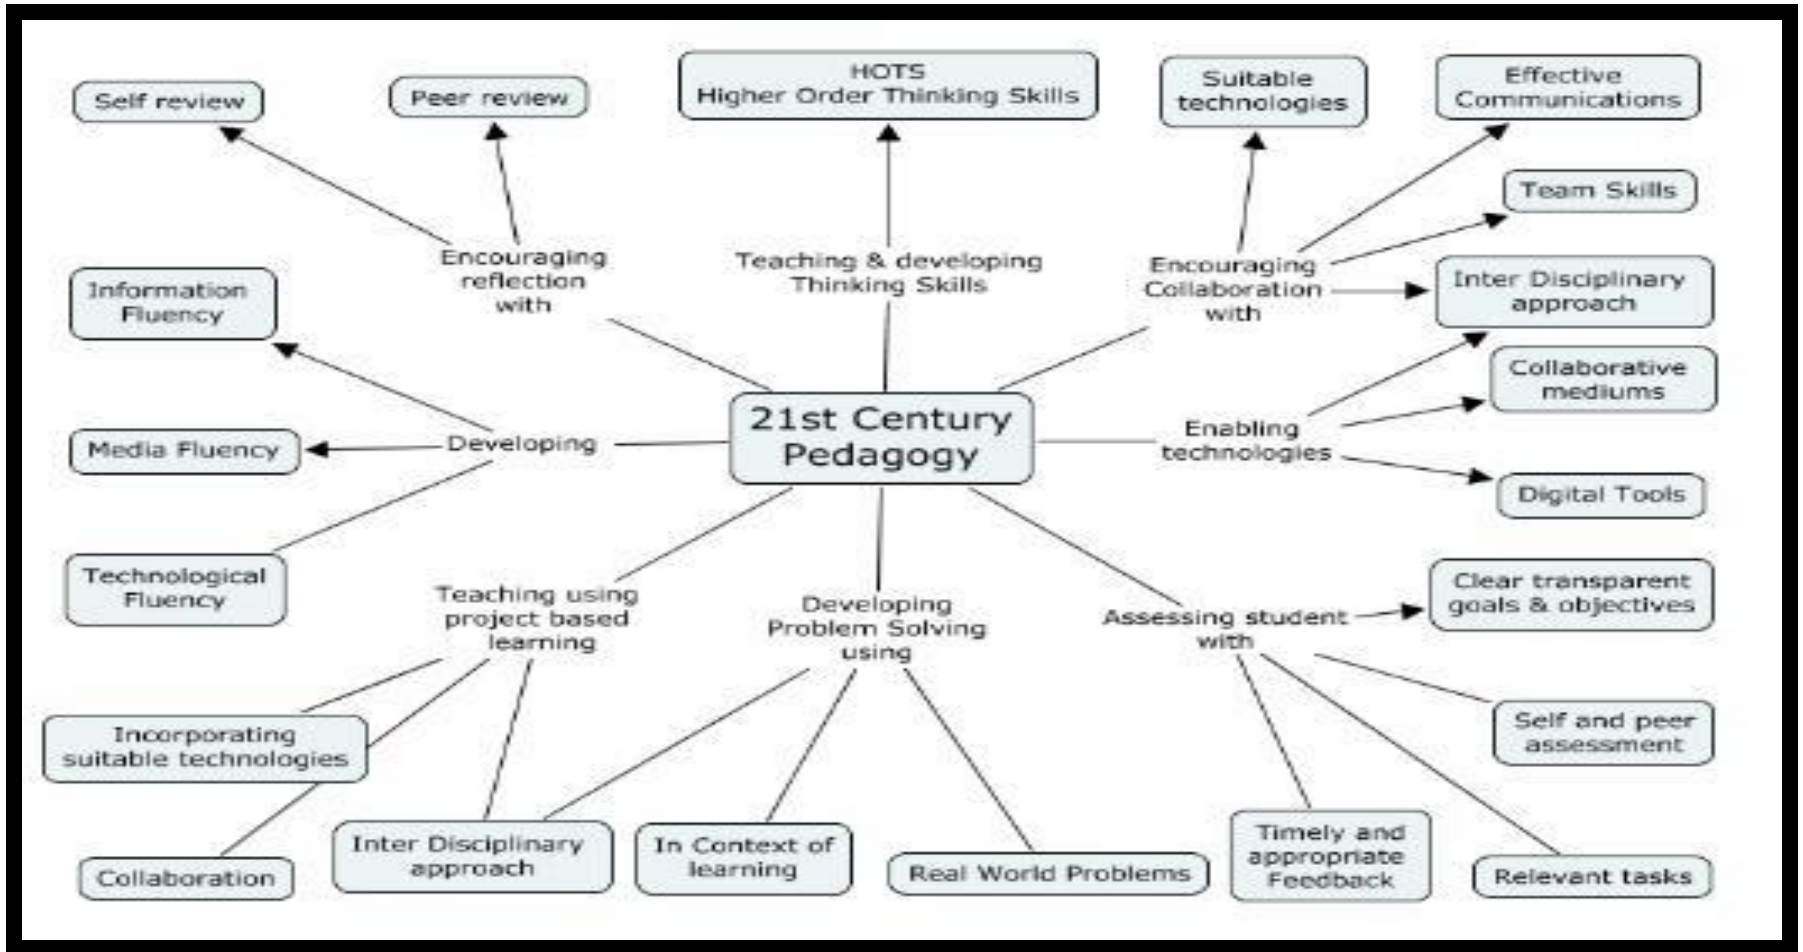 HOTS
Higher Order Thinking Skills
Self review
Peer review
Suitable
technologies
Effective
Communications
Team Skills
Encouraging
reflection
with
Teaching & developing
Thinking Skills
Encouraging
Collaboration
with
Inter Disciplinary
approach
Information
Fluency
Collaborative
mediums
21st Century
Pedagogy
Media Fluency
Developing
Enabling
technologies
Digital Tools
Technological
Fluency
Teaching using
project based
learning
Developing
Problem Solving
using
Assessing student
with
Clear transparent
goals & objectives
Incorporating
suitable technologies
Self and peer
assessment
Collaboration
Inter Disciplinary
approach
In Context of
learning
Real World Problems
Timely and
appropriate
Feedback
Relevant tasks